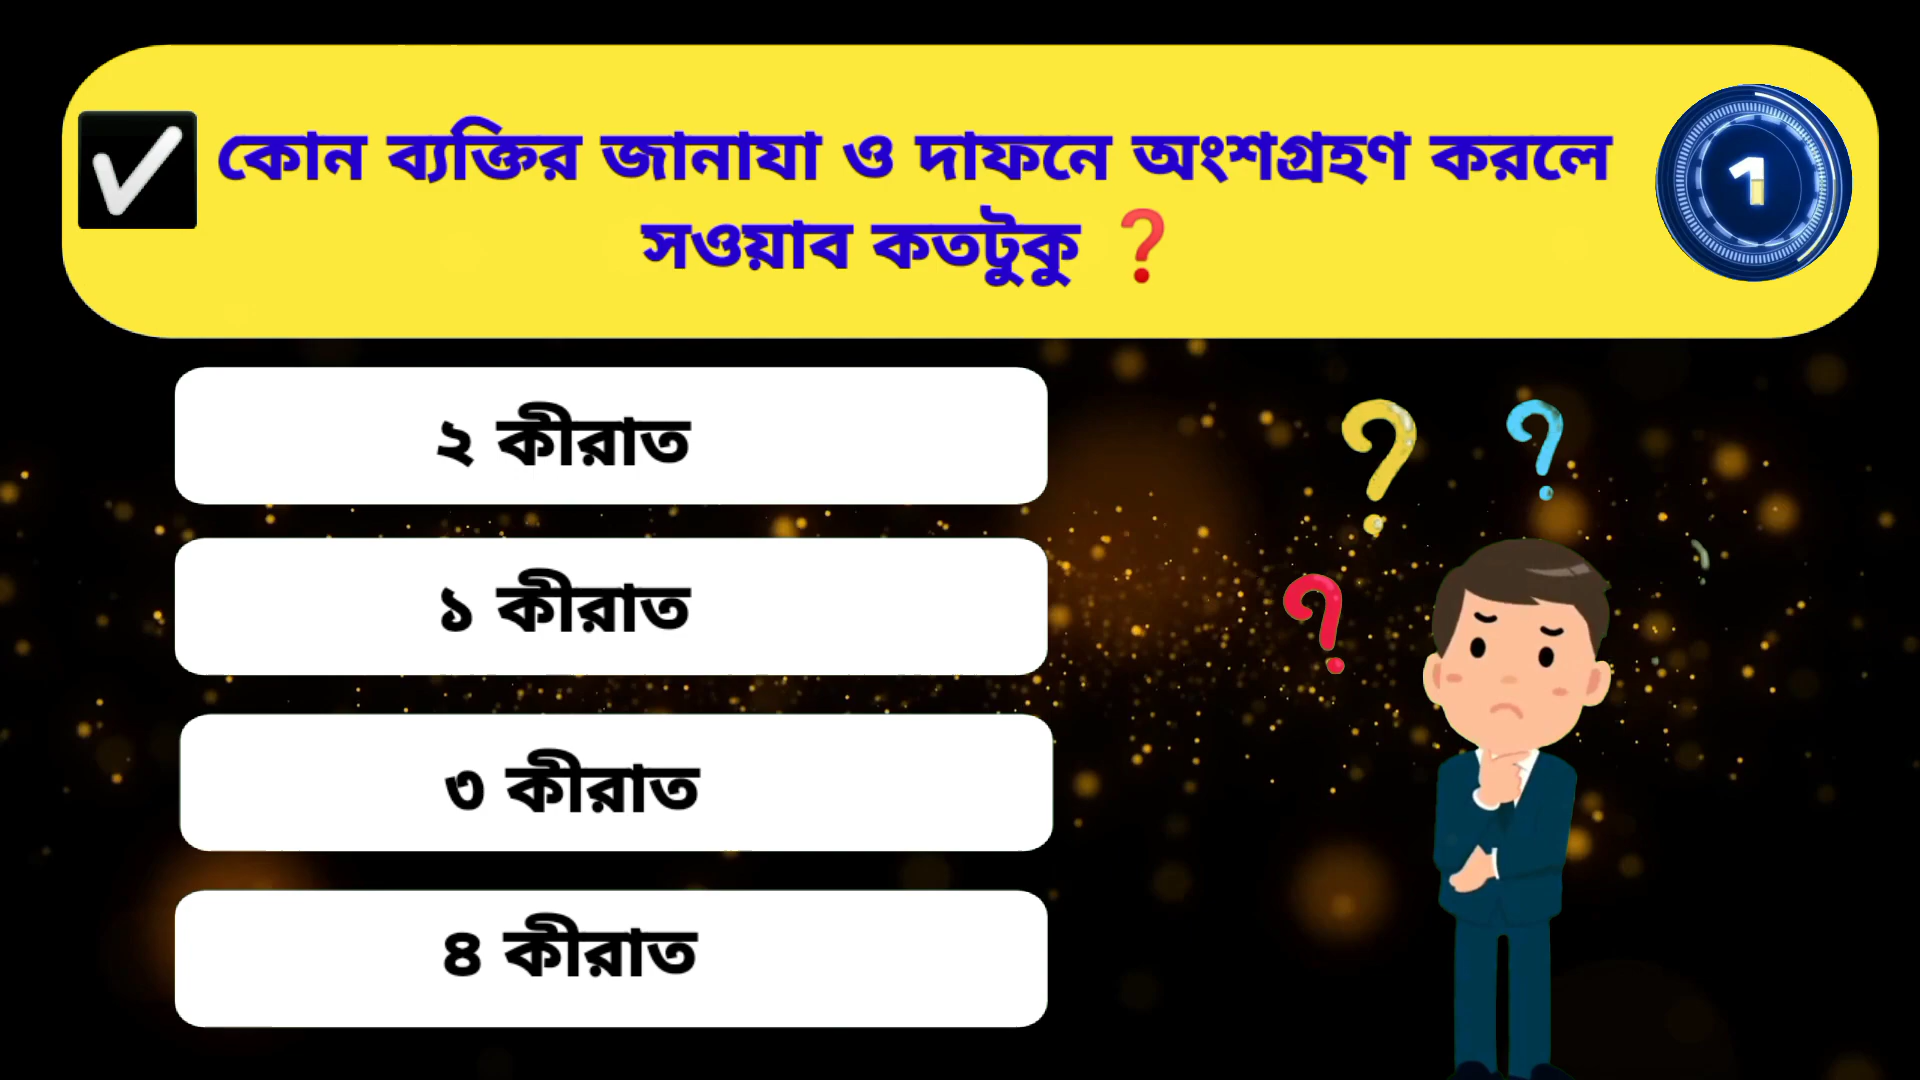 কোন ব্যক্তির জানাযা ও দাফনে অংশগ্রহণ করলে
সওয়াব কতটুকু ❓
1
২ কীরাত
১ কীরাত
৩ কীরাত
৪ কীরাত